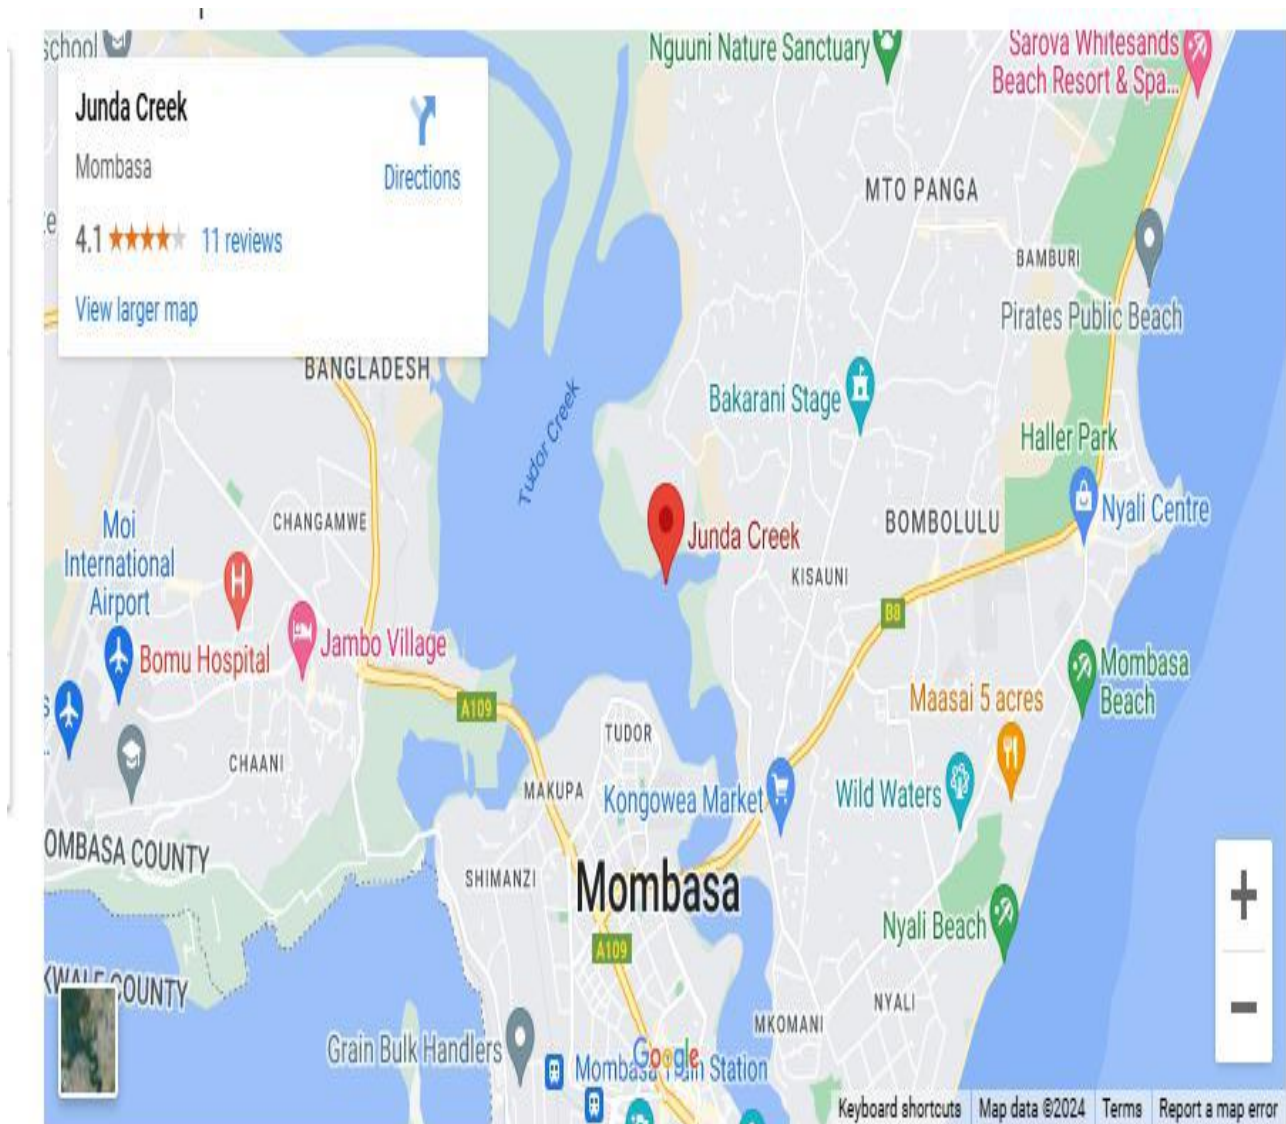 school
Junda Creek
Mombasa
4.1
11 reviews
View larger map
Directions
Nguuni Nature Sanctuary
Sarova Whitesands
Beach Resort & Spa...
MTO PANGA
BAMBURI
Pirates Public Beach
BANGLADESH
Tudor Creek
Bakarani Stage
Haller Park
Nyali Centre
BOMBOLULU
CHANGAMWE
Moi
International
Airport
Junda Creek
KISAUNI
B8
Bomu Hospital
Jambo Village
Mombasa
Beach
Maasai 5 acres
A109
TUDOR
CHAANI
MAKUPA
Kongowea Market
Wild Waters
OMBASA COUNTY
SHIMANZI
Mombasa
Nyali Beach
A109
KWALE COUNTY
NYALI
MKOMANI
Grain Bulk Handlers
Google
Mombasa Train Station
Keyboard shortcuts
Map data ©2024
Terms
Report a map error